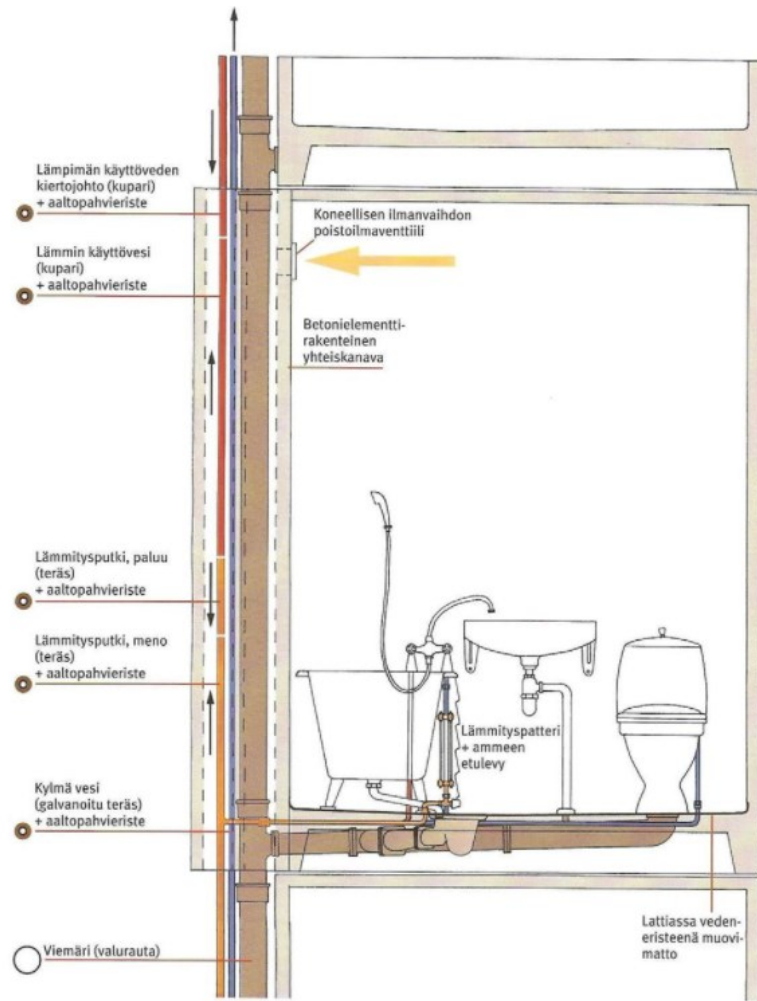 Lämpimän käyttöveden
kiertojohto (kupari)
+ aaltopahvieriste
Lämmin käyttövesi
(kupari)
+ aaltopahvieriste
Koneellisen ilmanvaihdon
poistoilmaventtiili
Betonielementti-
rakenteinen
yhteiskanava
Lämmitysputki, paluu
(teräs)
+ aaltopahvieriste
Lämmitysputki, meno
(teräs)
+ aaltopahvieriste
Lämmityspatteri
+ ammeen
etulevy
Kylmä vesi
(galvanoitu teräs)
+ aaltopahvieriste
Viemäri (valurauta)
Lattiassa veden-
eristeenä muovi-
matto